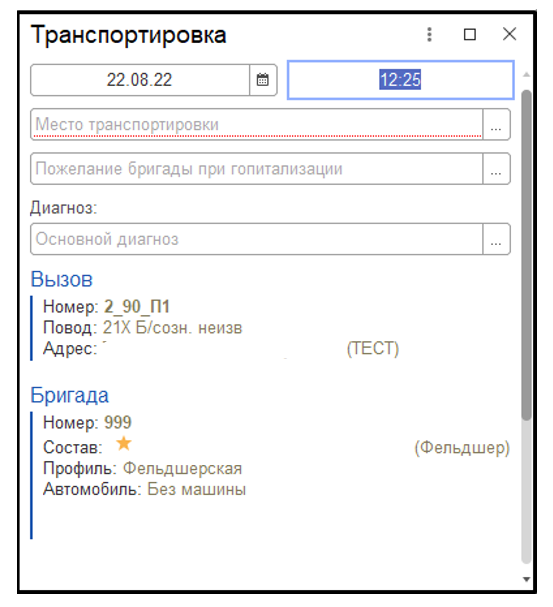 Транспортировка
22.08.22 12:25
Место транспортировки ...
Пожелание бригады при гопитализации ...
Диагноз:
Основной диагноз ...
Вызов
Номер: 2_90_П1
Повод: 21Х Б/созн. неизв
Адрес: (ТЕСТ)
Бригада
Номер: 999
Состав: (Фельдшер)
Профиль: Фельдшерская
Автомобиль: Без машины